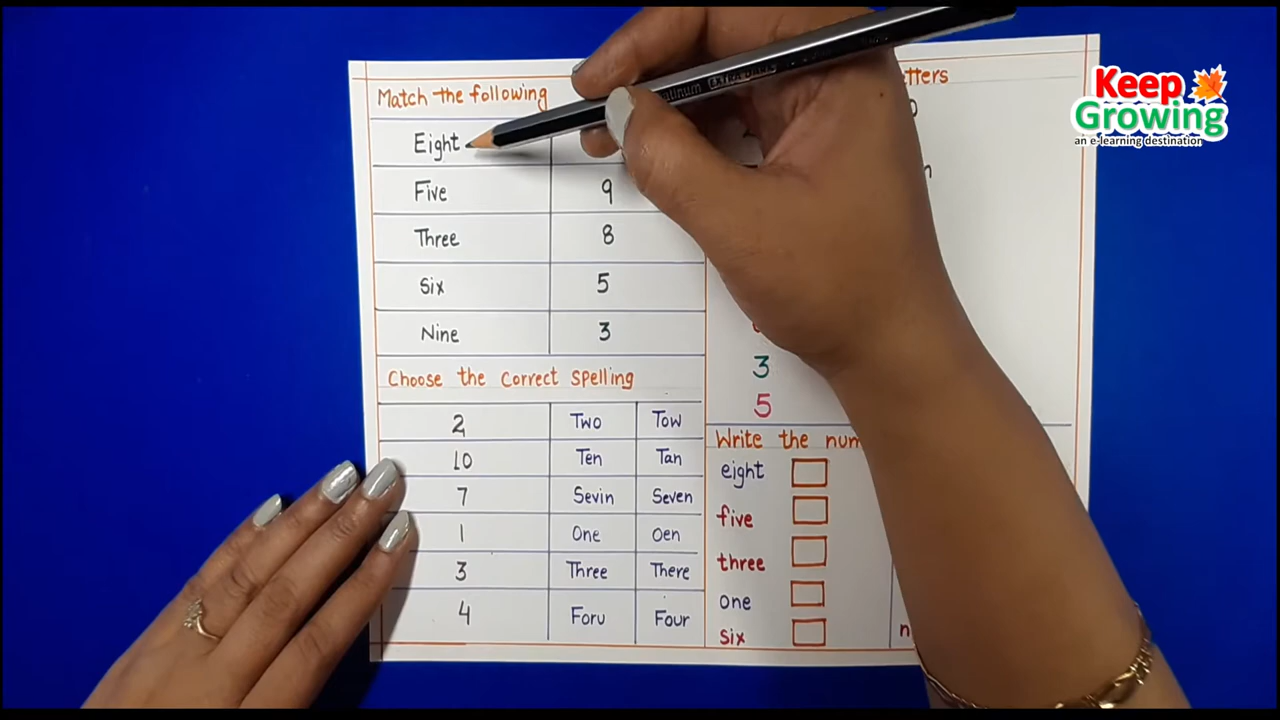 Match the following
Eight
Five 9
Three 8
Six 5
Nine 3
Choose the Correct Spelling
2 Two Tow
10 Ten Tan
7 Sevin Seven
1 One Oen
3 Three There
4 Foru Four
3
5
Write the
eight
five
three
one
six
EXTRA DARK
Keep
Growing
an e-learning destination